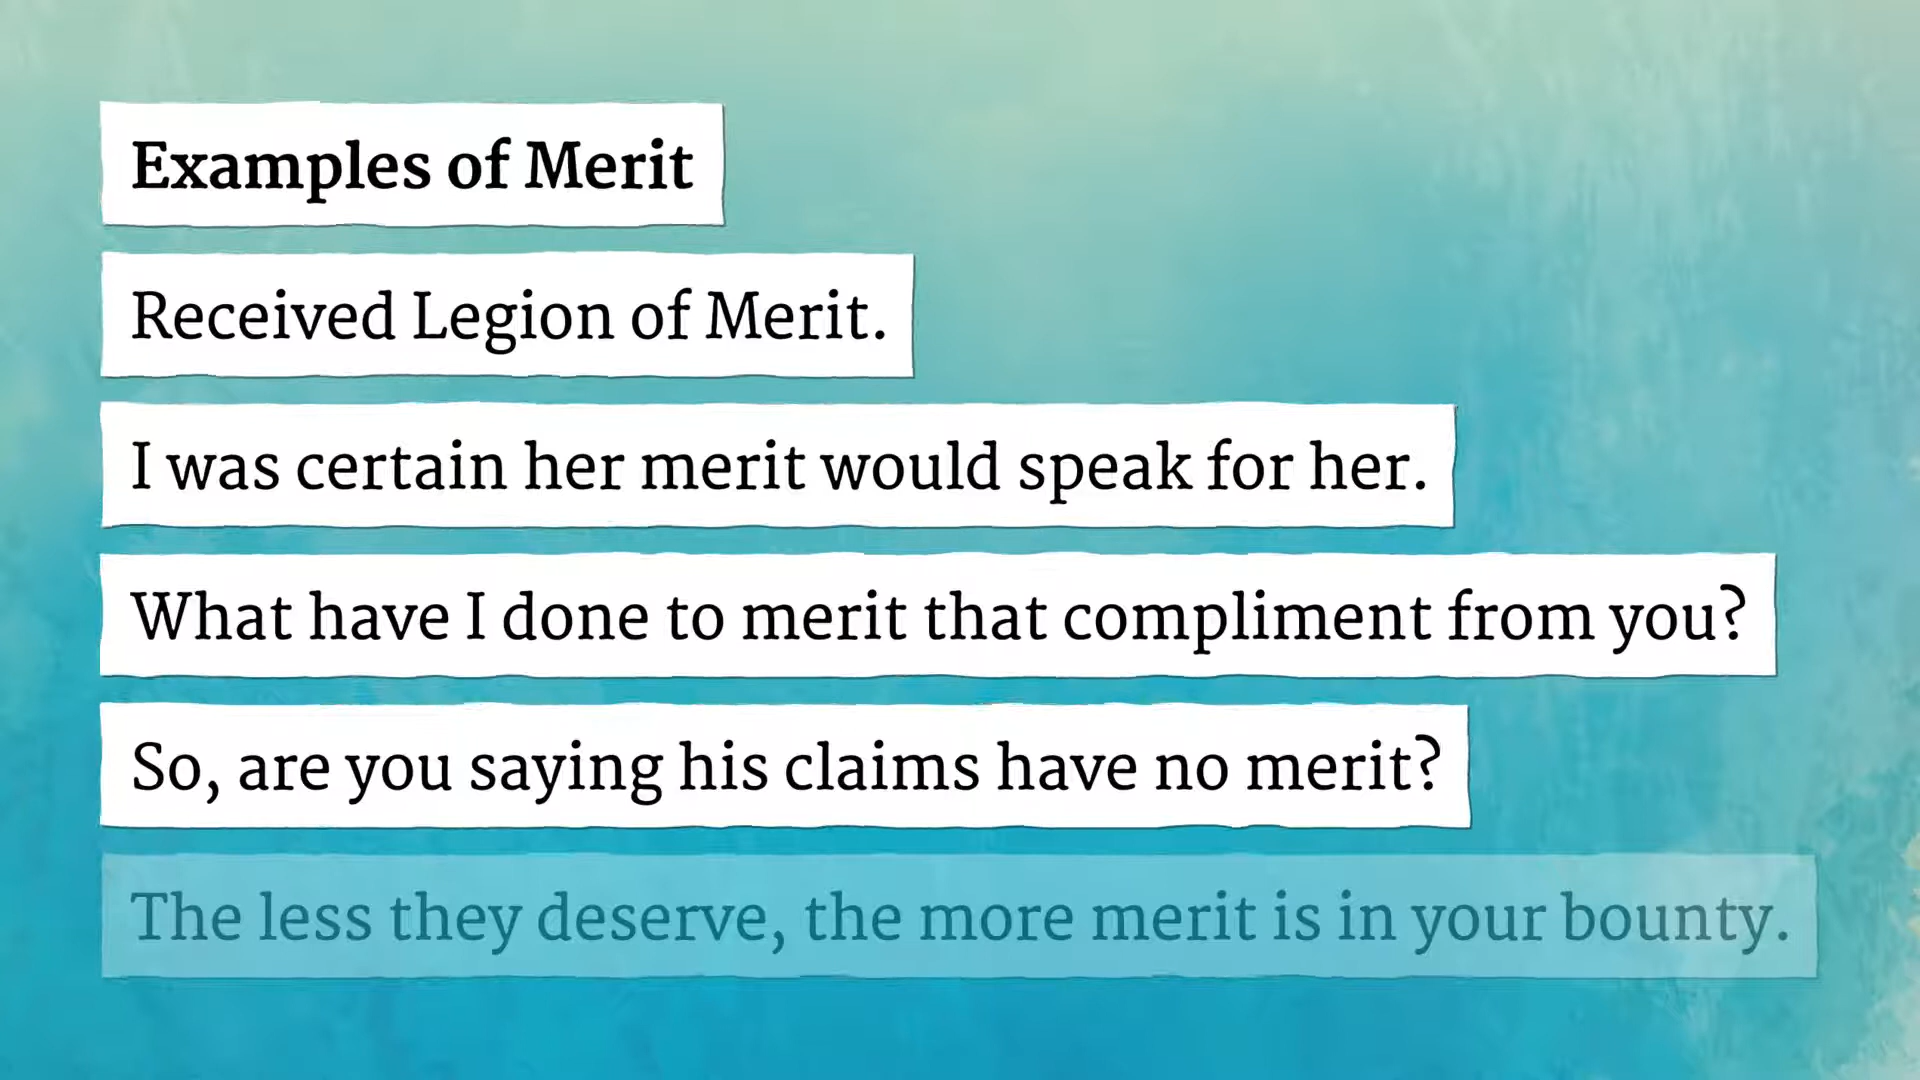 Examples of Merit
Received Legion of Merit.
I was certain her merit would speak for her.
What have I done to merit that compliment from you?
So, are you saying his claims have no merit?
The less they deserve, the more merit is in your bounty.